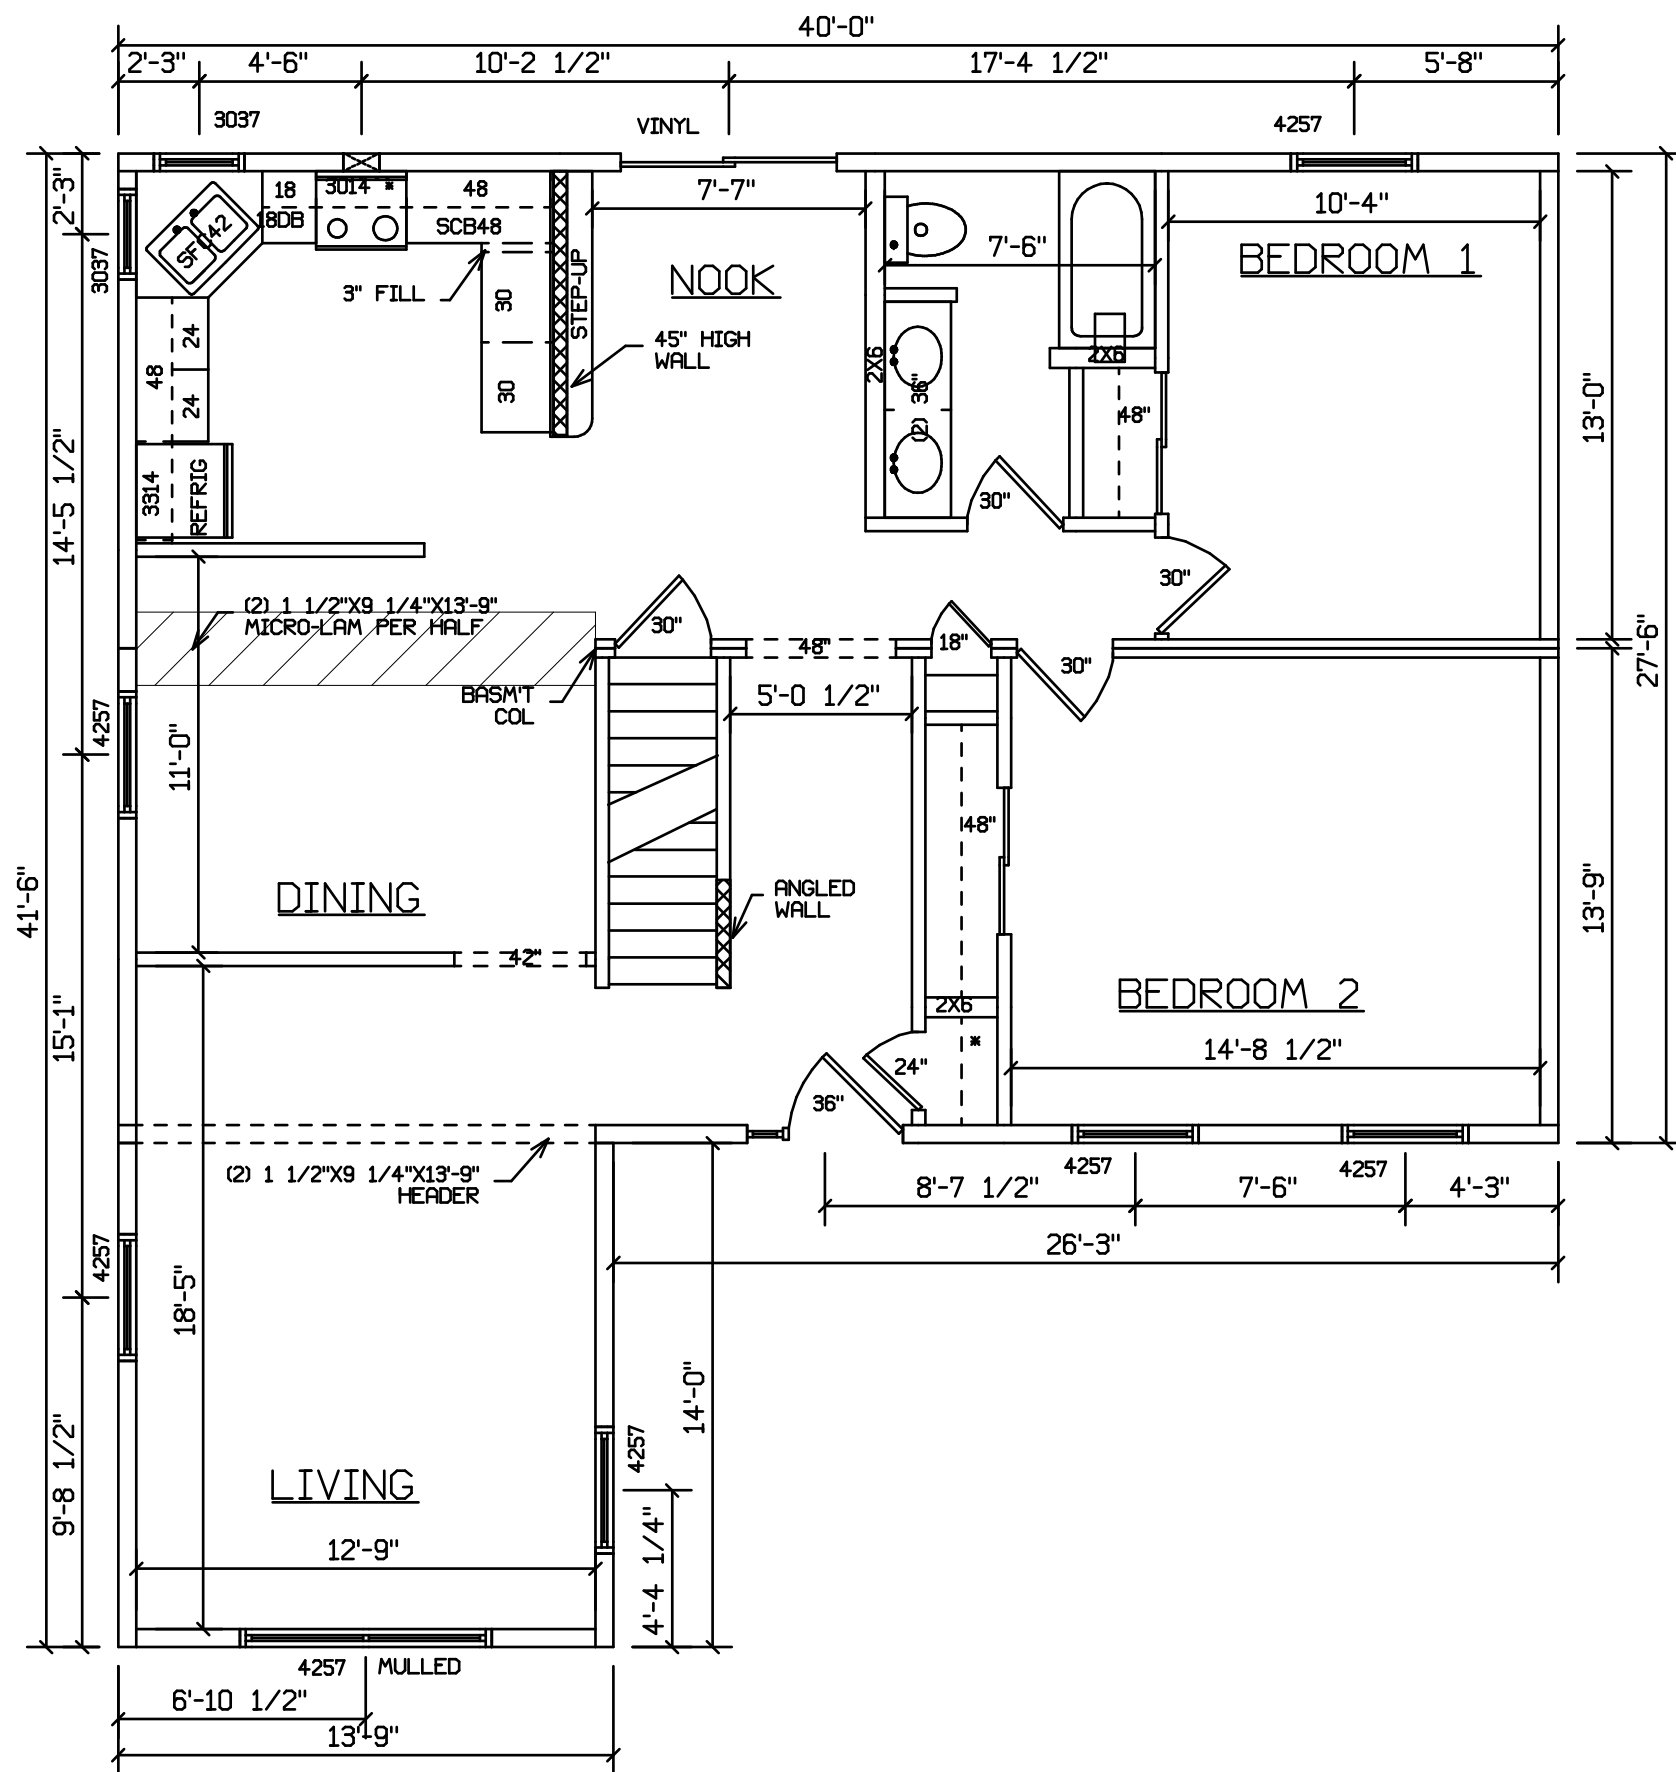 40'-0"
2'-3"
4'-6"
10'-2 1/2"
17'-4 1/2"
5'-8"
3037
VINYL
4257
2'-3"
3037
18
3014 *
48
18DB
SCB48
SFC42
3" FILL
30
30
STEP-UP
7'-7"
NOOK
45" HIGH
WALL
7'-6"
10'-4"
BEDROOM 1
2X6
2X6
(2) 36"
48"
13'-0"
48
24
24
3314
REFRIG
14'-5 1/2"
30"
30"
27'-6"
(2) 1 1/2"X9 1/4"X13'-9"
MICRO-LAM PER HALF
30"
48"
18"
30"
BASM'T
COL
5'-0 1/2"
4257
11'-0"
41'-6"
48"
DINING
ANGLED
WALL
13'-9"
42"
15'-1"
BEDROOM 2
2X6
*
14'-8 1/2"
24"
36"
(2) 1 1/2"X9 1/4"X13'-9"
HEADER
4257
4257
8'-7 1/2"
7'-6"
4'-3"
26'-3"
4257
18'-5"
14'-0"
9'-8 1/2"
4257
LIVING
4'-4 1/4"
12'-9"
4257 MULLED
6'-10 1/2"
13'-9"